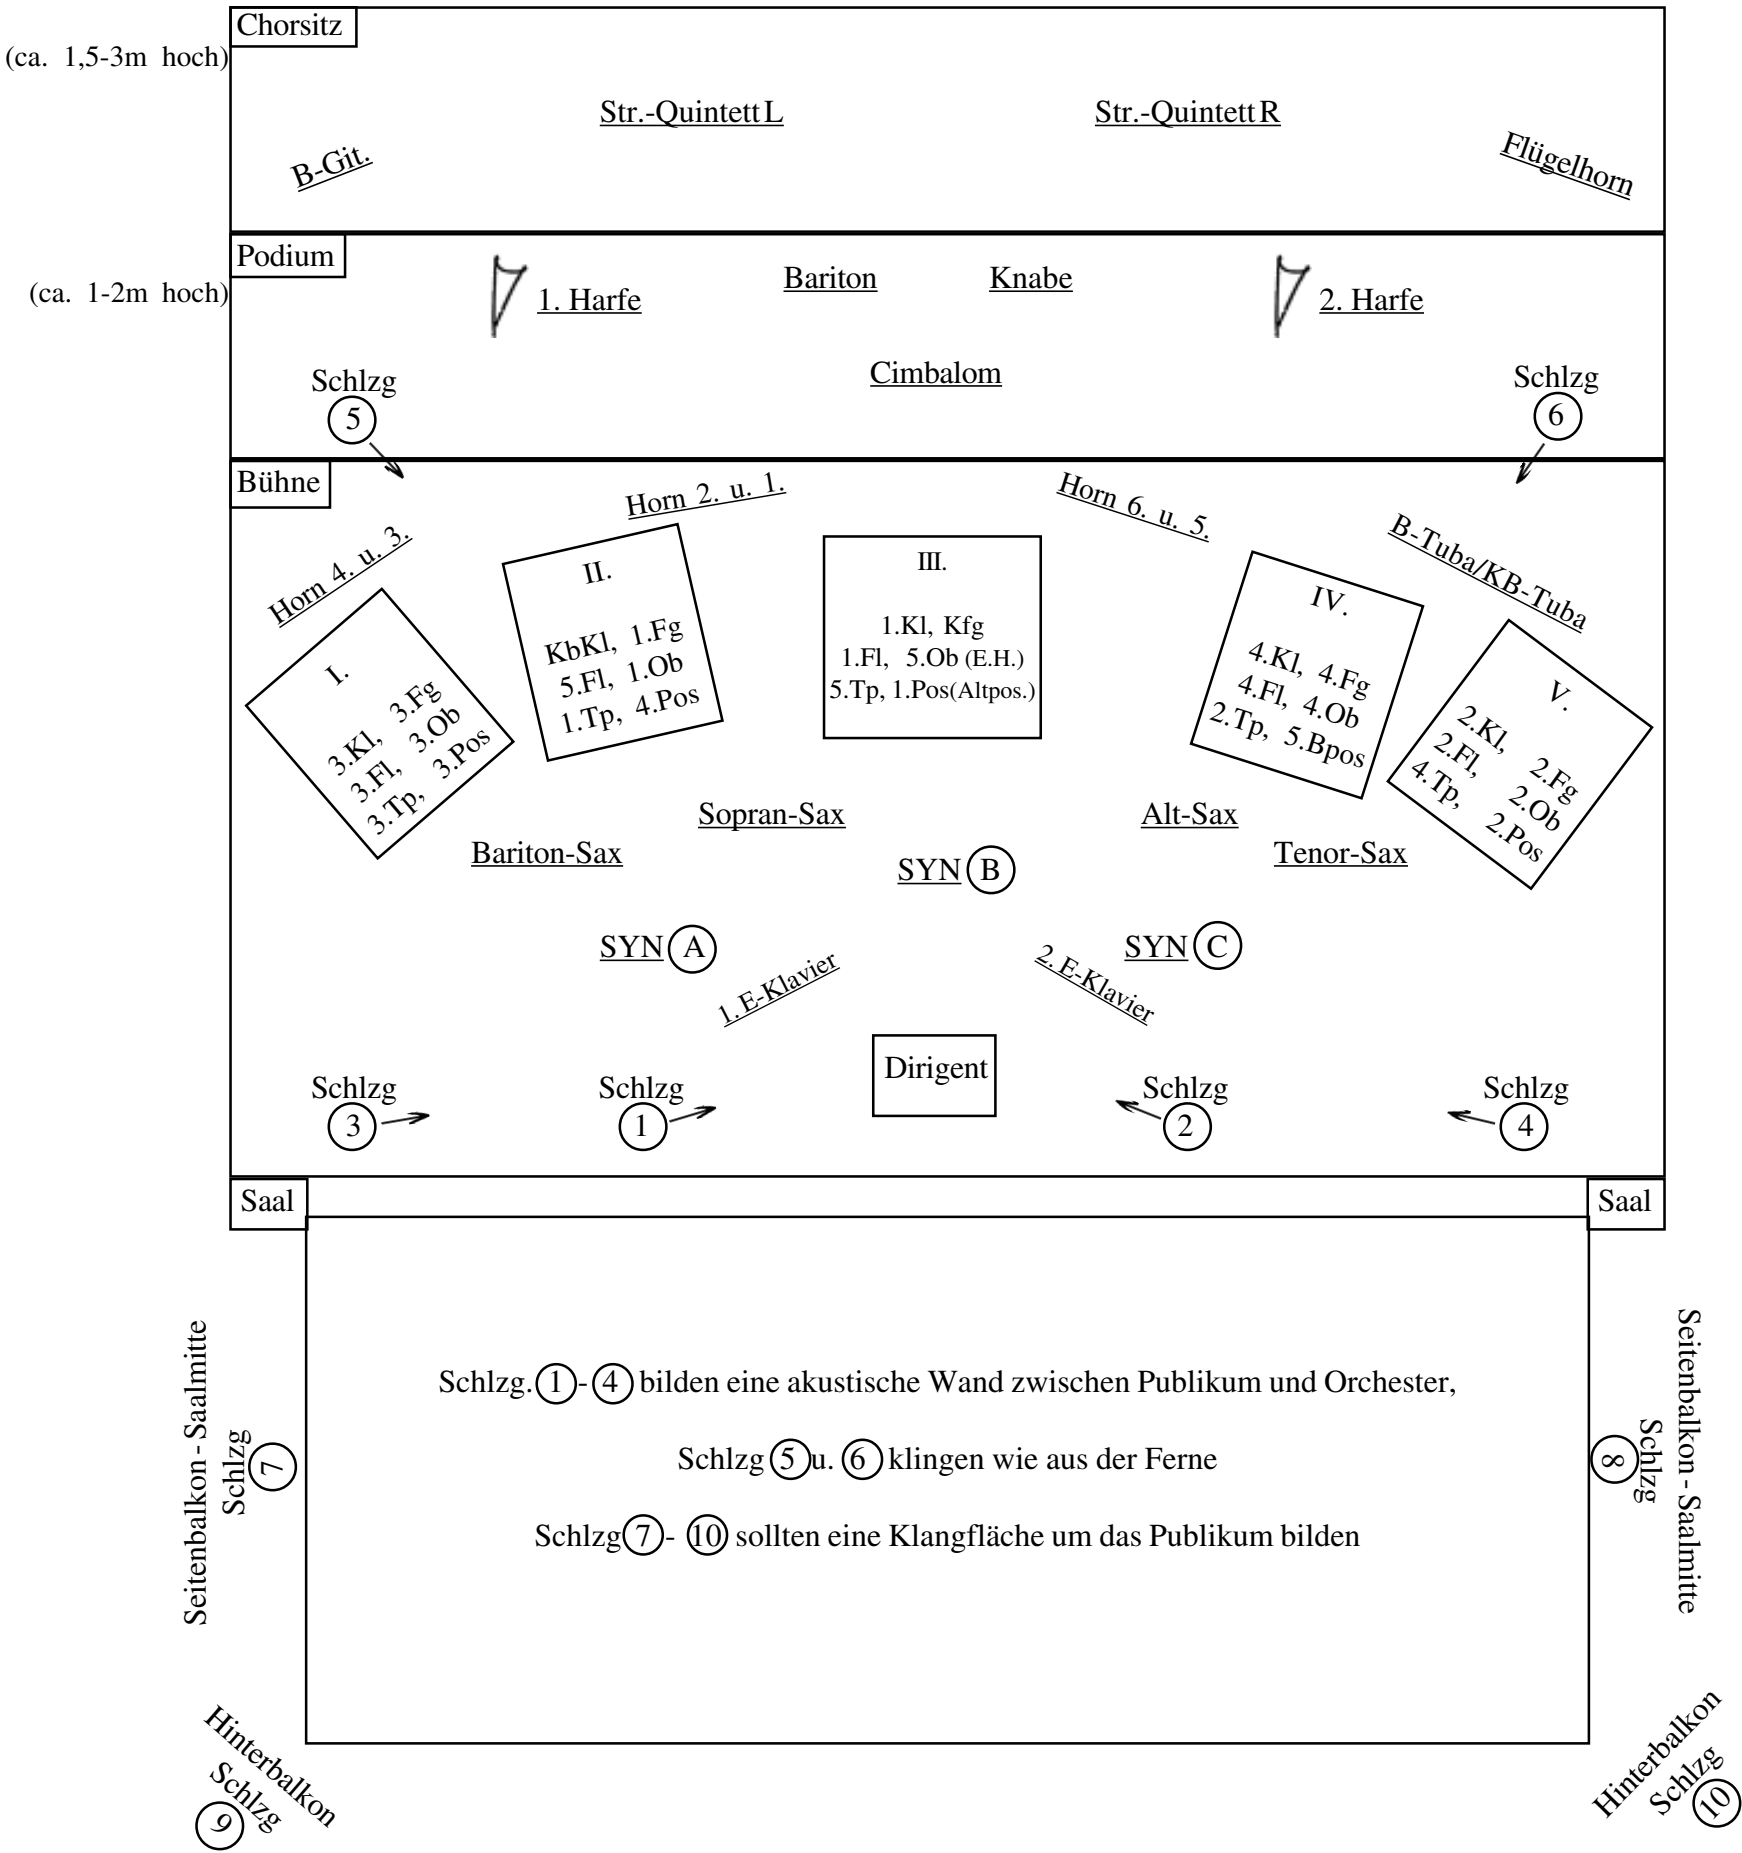 Chorsitz
(ca. 1,5-3m hoch)
Str.-Quintett L
Str.-Quintett R
B-Git.
Flügelhorn
Podium
(ca. 1-2m hoch)
1. Harfe
Bariton
Knabe
2. Harfe
Cimbalom
Schlzg
5
Schlzg
6
Bühne
Horn 4. u. 3.
Horn 2. u. 1.
Horn 6. u. 5.
B-Tuba/KB-Tuba
I.
3.Kl, 3.Fg
3.Fl, 3.Ob
3.Tp, 3.Pos
II.
KbKl, 1.Fg
5.Fl, 1.Ob
1.Tp, 4.Pos
III.
1.Kl, Kfg
1.Fl, 5.Ob (E.H.)
5.Tp, 1.Pos(Altpos.)
IV.
4.Kl, 4.Fg
4.Fl, 4.Ob
2.Tp, 5.Bpos
V.
2.Kl, 2.Fg
2.Fl, 2.Ob
4.Tp, 2.Pos
Sopran-Sax
Alt-Sax
Bariton-Sax
Tenor-Sax
SYN B
SYN A
SYN C
1. E-Klavier
2. E-Klavier
Dirigent
Schlzg
3
Schlzg
1
Schlzg
2
Schlzg
4
Saal
Saal
Seitenbalkon - Saalmitte
Schlzg
7
Schlzg. 1 - 4 bilden eine akustische Wand zwischen Publikum und Orchester,
Schlzg 5 u. 6 klingen wie aus der Ferne
Schlzg 7 - 10 sollten eine Klangfläche um das Publikum bilden
Seitenbalkon - Saalmitte
Schlzg
8
Hinterbalkon
Schlzg
9
Hinterbalkon
Schlzg
10